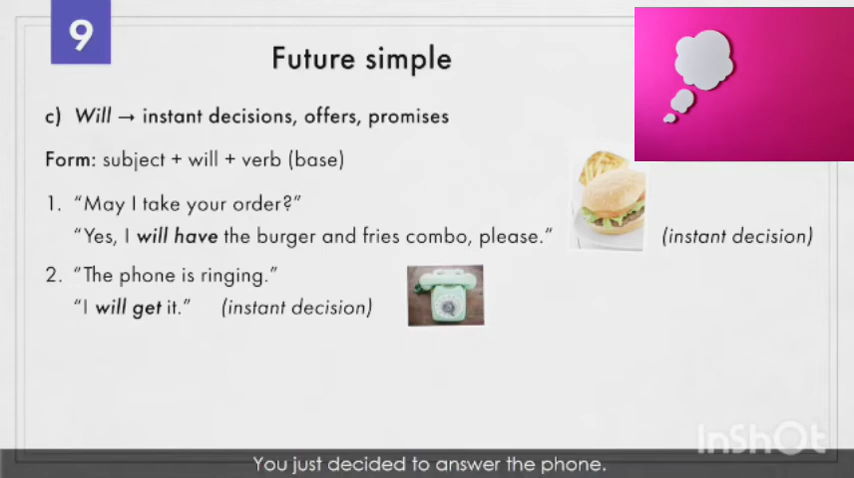 9
Future simple
c) Will → instant decisions, offers, promises
Form: subject + will + verb (base)
1. “May I take your order?”
“Yes, I will have the burger and fries combo, please.” (instant decision)
2. “The phone is ringing.”
“I will get it.” (instant decision)
InShOt
You just decided to answer the phone.